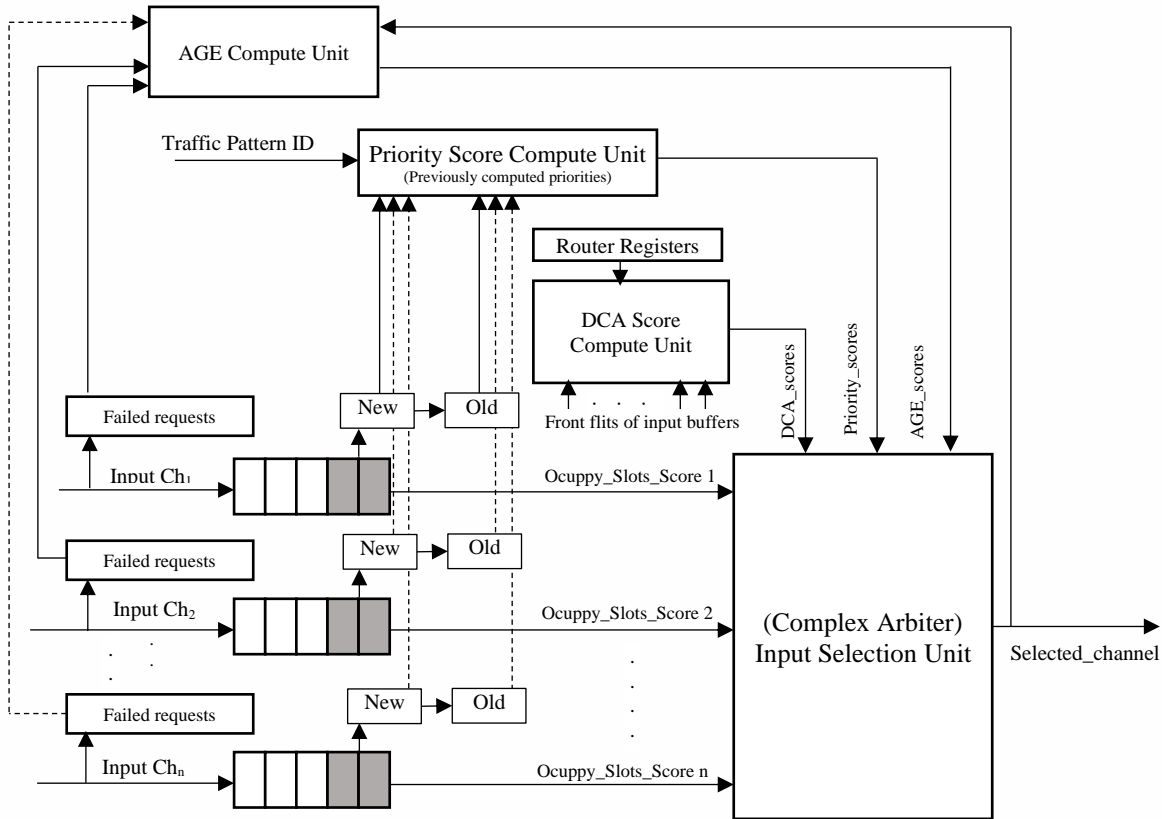 AGE Compute Unit
Traffic Pattern ID
Priority Score Compute Unit
(Previously computed priorities)
Router Registers
DCA Score
Compute Unit
DCA_scores
Priority_scores
AGE_scores
Failed requests
New
Old
Front flits of input buffers
Input Ch₁
Ocuppy_Slots_Score 1
New
Old
Failed requests
Input Ch₂
Ocuppy_Slots_Score 2
(Complex Arbiter)
Input Selection Unit
Selected_channel
New
Old
Failed requests
Input Chₙ
Ocuppy_Slots_Score n